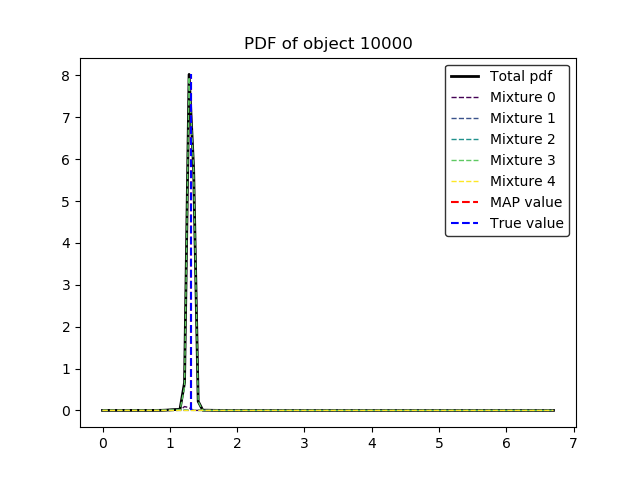 PDF of object 10000
8
7
6
5
4
3
2
1
0
0 1 2 3 4 5 6 7
Total pdf
Mixture 0
Mixture 1
Mixture 2
Mixture 3
Mixture 4
MAP value
True value